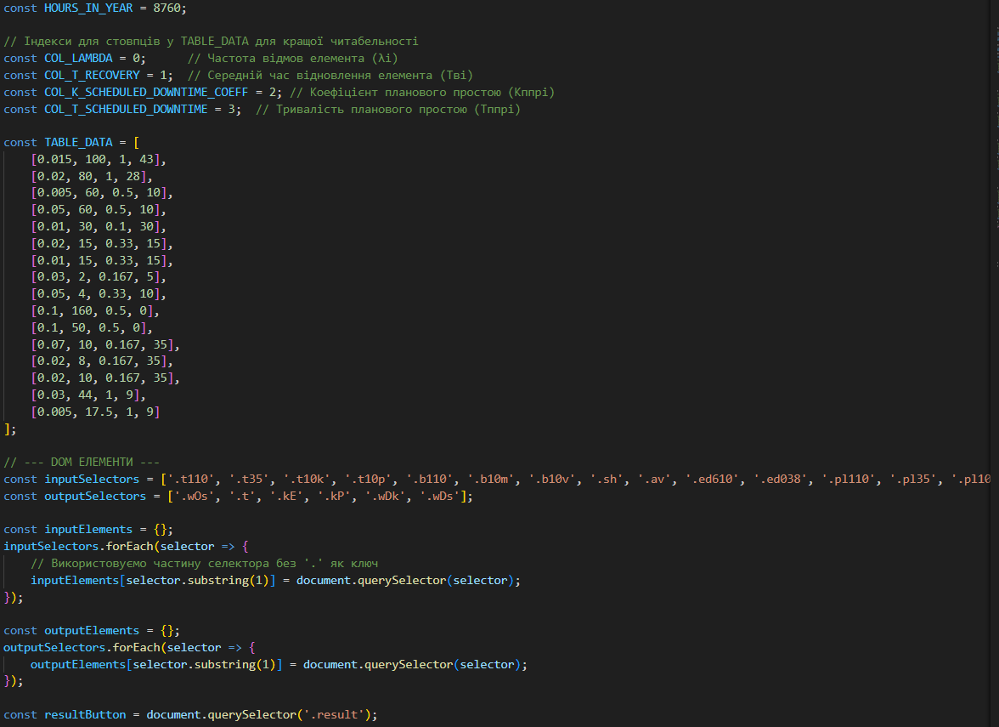 const HOURS_IN_YEAR = 8760;
// Індекси для стовпців у TABLE_DATA для кращої читабельності
const COL_LAMBDA = 0;      // Частота відмов елемента (λi)
const COL_T_RECOVERY = 1;  // Середній час відновлення елемента (Tві)
const COL_K_SCHEDULED_DOWNTIME_COEFF = 2; // Коефіцієнт планового простою (Kппрі)
const COL_T_SCHEDULED_DOWNTIME = 3;  // Тривалість планового простою (Tппрі)
const TABLE_DATA = [
    [0.015, 100, 1, 43],
    [0.02, 80, 1, 28],
    [0.005, 60, 0.5, 10],
    [0.05, 60, 0.5, 10],
    [0.01, 30, 0.1, 30],
    [0.02, 15, 0.33, 15],
    [0.01, 15, 0.33, 15],
    [0.03, 2, 0.167, 5],
    [0.05, 4, 0.33, 10],
    [0.1, 160, 0.5, 0],
    [0.1, 50, 0.5, 0],
    [0.07, 10, 0.167, 35],
    [0.02, 8, 0.167, 35],
    [0.02, 10, 0.167, 35],
    [0.03, 44, 1, 9],
    [0.005, 17.5, 1, 9]
];
// --- DOM ЕЛЕМЕНТИ ---
const inputSelectors = ['.t110', '.t35', '.t10k', '.t10p', '.b110', '.b10m', '.b10v', '.sh', '.av', '.ed610', '.ed038', '.pl110', '.pl35', '.pl10
const outputSelectors = ['.wOs', '.t', '.kE', '.kP', '.wDk', '.wDs'];
const inputElements = {};
inputSelectors.forEach(selector => {
    // Використовуємо частину селектора без '.' як ключ
    inputElements[selector.substring(1)] = document.querySelector(selector);
});
const outputElements = {};
outputSelectors.forEach(selector => {
    outputElements[selector.substring(1)] = document.querySelector(selector);
});
const resultButton = document.querySelector('.result');